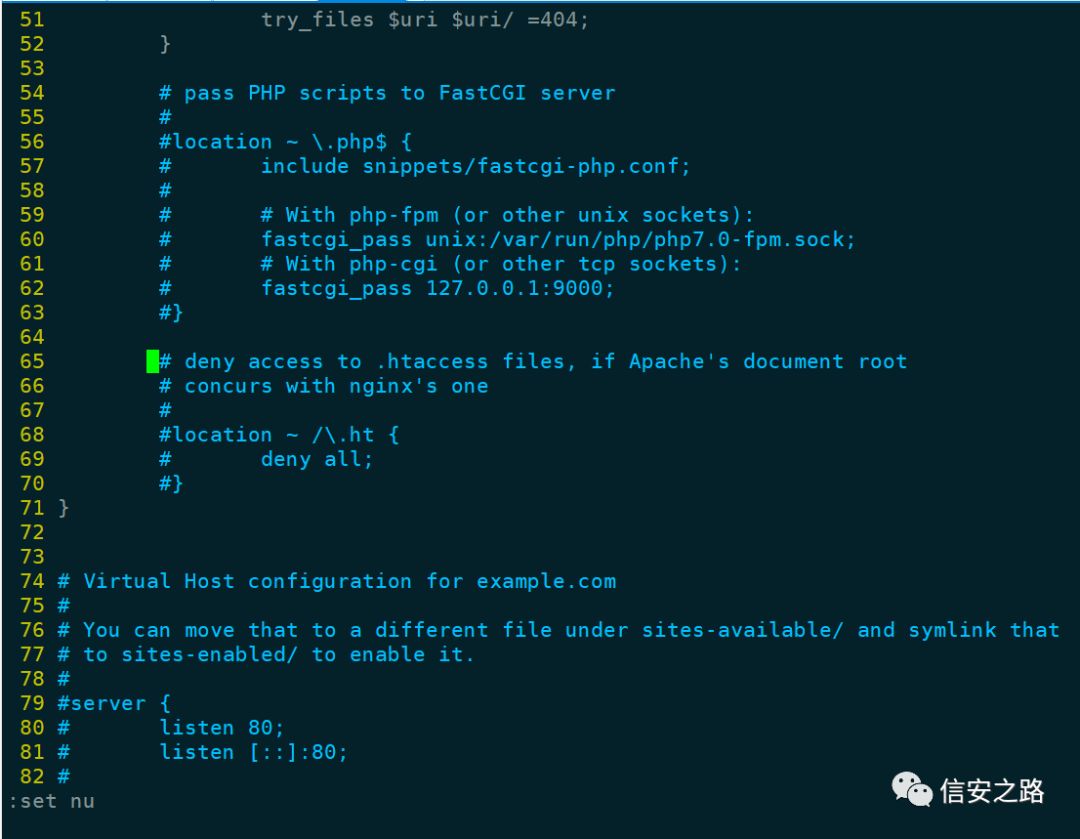 51                 try_files $uri $uri/ =404;
52         }
53
54         # pass PHP scripts to FastCGI server
55         #
56         #location ~ \.php$ {
57         #       include snippets/fastcgi-php.conf;
58         #
59         #       # With php-fpm (or other unix sockets):
60         #       fastcgi_pass unix:/var/run/php/php7.0-fpm.sock;
61         #       # With php-cgi (or other tcp sockets):
62         #       fastcgi_pass 127.0.0.1:9000;
63         #}
64
65         # deny access to .htaccess files, if Apache's document root
66         # concurs with nginx's one
67         #
68         #location ~ /\.ht {
69         #       deny all;
70         #}
71 }
72
73
74 # Virtual Host configuration for example.com
75 #
76 # You can move that to a different file under sites-available/ and symlink that
77 # to sites-enabled/ to enable it.
78 #
79 #server {
80 #       listen 80;
81 #       listen [::]:80;
82 #
:set nu
信安之路